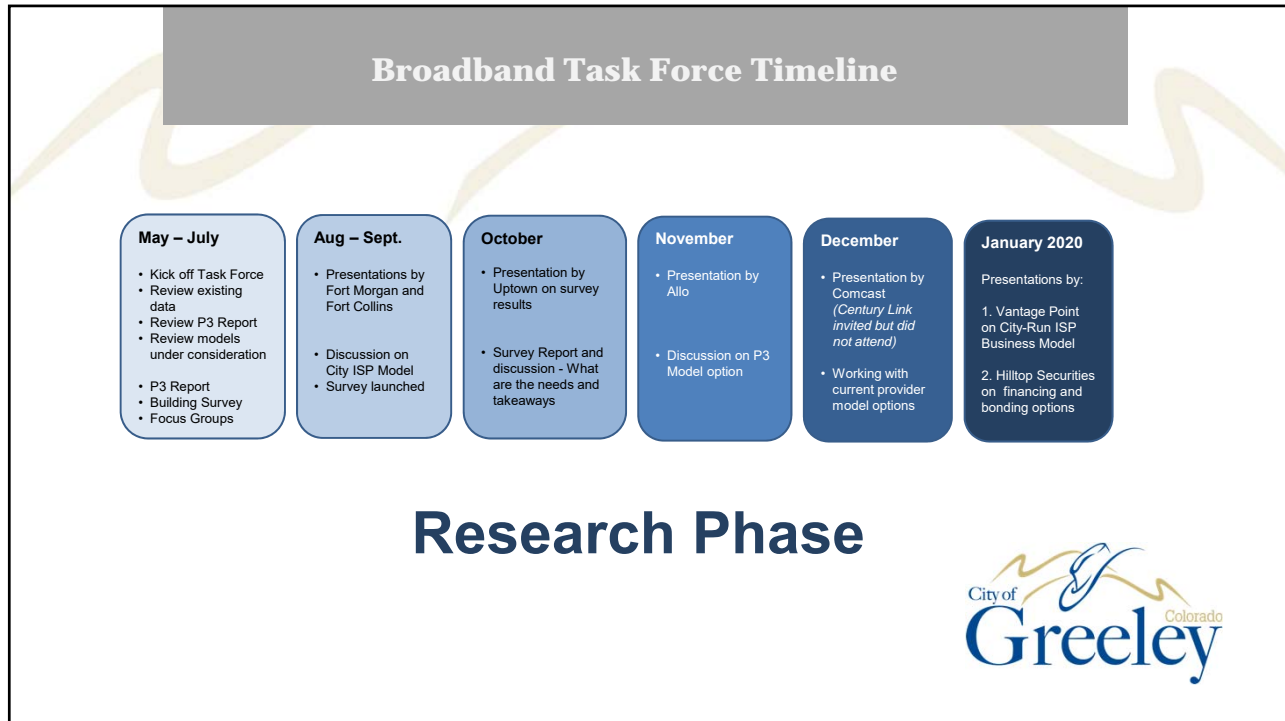 Broadband Task Force Timeline
May – July
• Kick off Task Force
• Review existing
data
• Review P3 Report
• Review models
under consideration
• P3 Report
• Building Survey
• Focus Groups
Aug – Sept.
• Presentations by
Fort Morgan and
Fort Collins
• Discussion on
City ISP Model
• Survey launched
October
• Presentation by
Uptown on survey
results
• Survey Report and
discussion - What
are the needs and
takeaways
November
• Presentation by
Allo
• Discussion on P3
Model option
December
• Presentation by
Comcast
(Century Link
invited but did
not attend)
• Working with
current provider
model options
January 2020
Presentations by:
1. Vantage Point
on City-Run ISP
Business Model
2. Hilltop Securities
on financing and
bonding options
Research Phase
City of
Colorado
Greeley